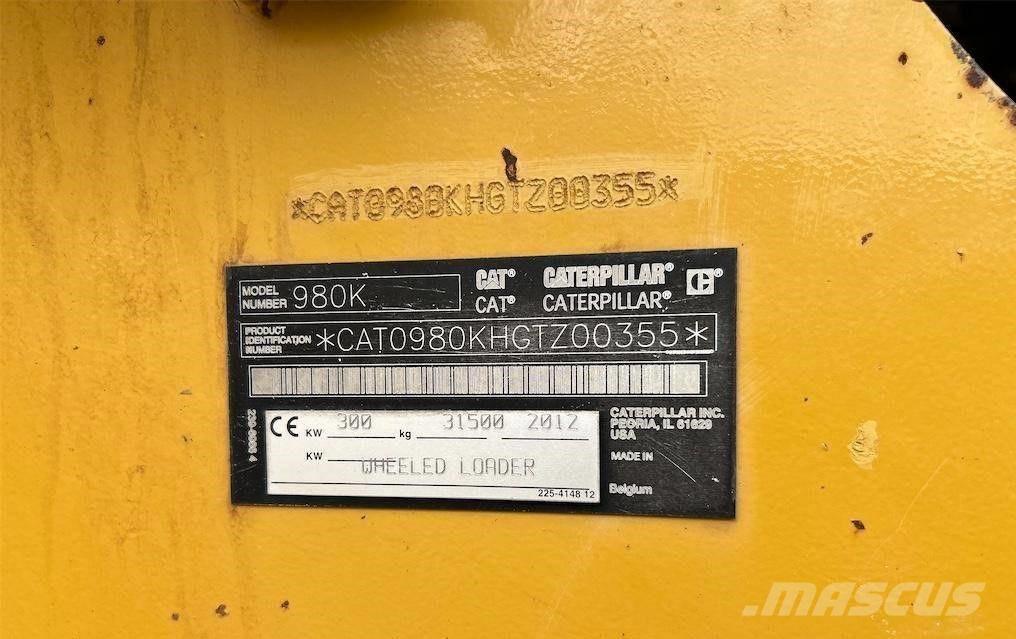 *CAT0980KHGTZ00355*
MODEL NUMBER 980K
CAT® CATERPILLAR® C®
CAT® CATERPILLAR®
PRODUCT IDENTIFICATION NUMBER *CAT0980KHGTZ00355*
CE KW 300 kg 31500 2012
KW
WHEELED LOADER
225-4148 12
CATERPILLAR INC.
PEORIA, IL 61629
USA
MADE IN
Belgium
.MASCUS